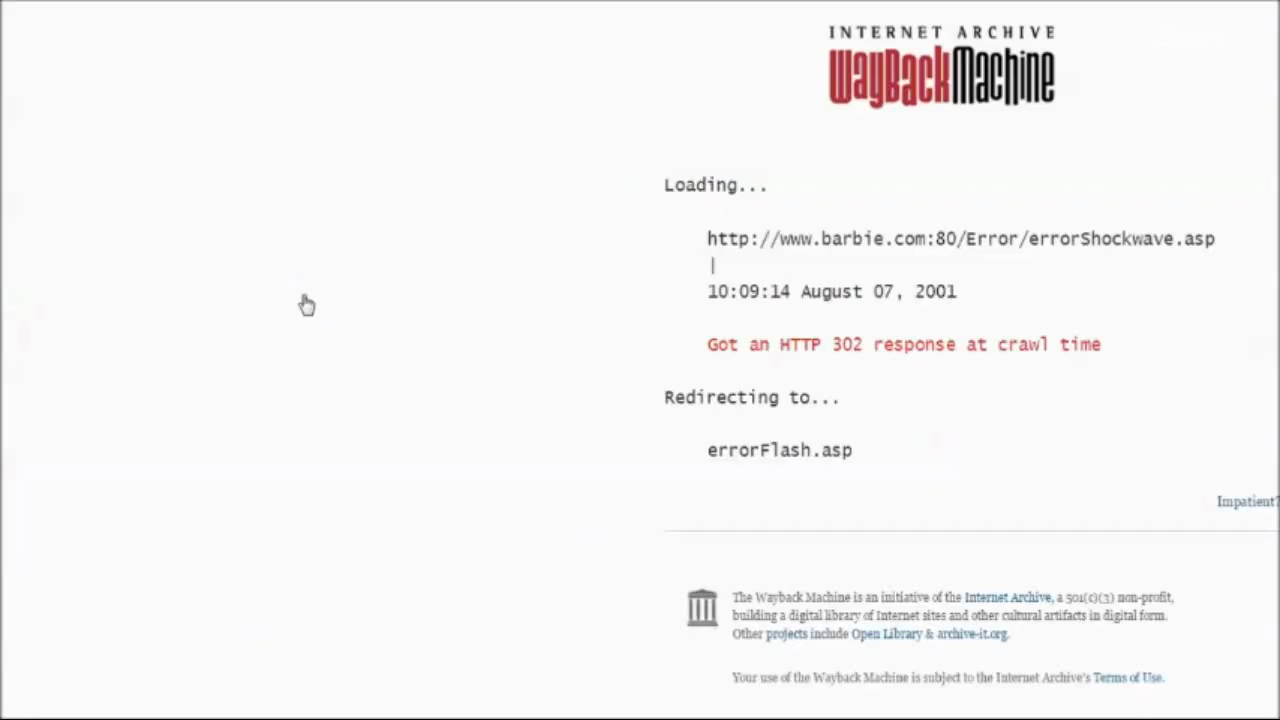 INTERNET ARCHIVE
WayBackMachine
Loading...
http://www.barbie.com:80/Error/errorShockwave.asp
|
10:09:14 August 07, 2001
Got an HTTP 302 response at crawl time
Redirecting to...
errorFlash.asp
Impatient?
The Wayback Machine is an initiative of the Internet Archive, a 501(c)(3) non-profit,
building a digital library of Internet sites and other cultural artifacts in digital form.
Other projects include Open Library & archive-it.org.
Your use of the Wayback Machine is subject to the Internet Archive's Terms of Use.